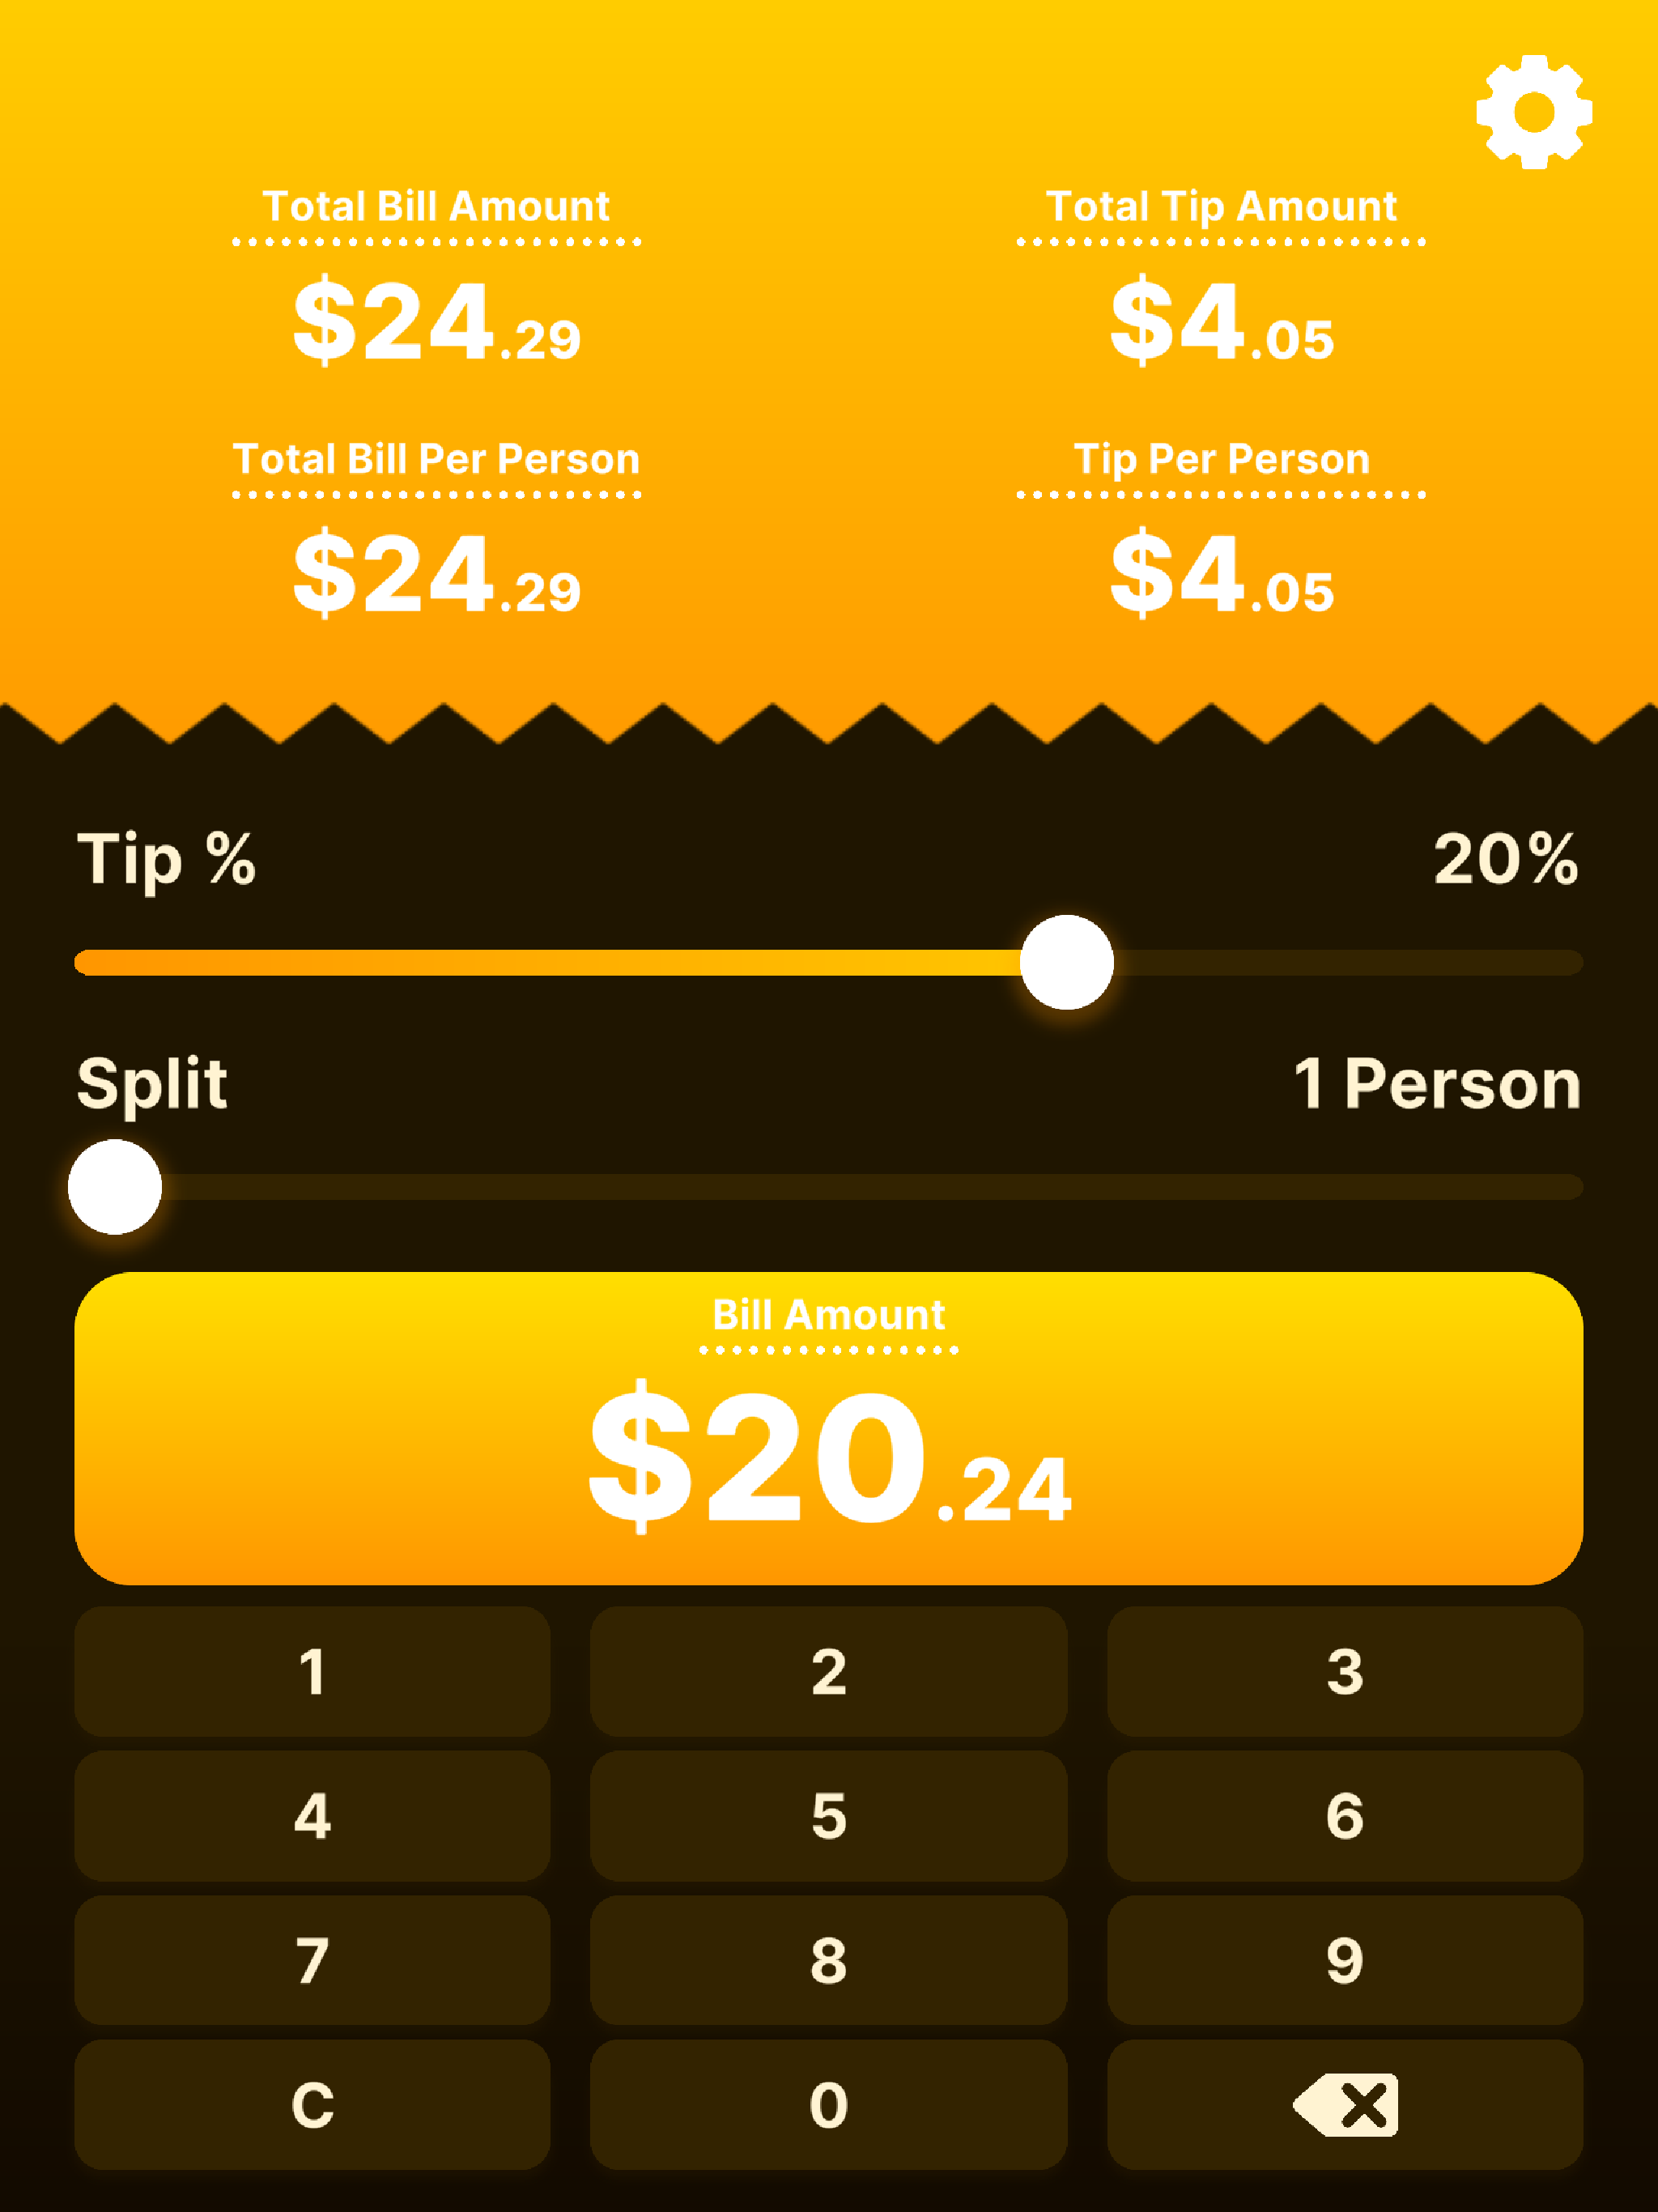 Total Bill Amount
$24.29
Total Tip Amount
$4.05
Total Bill Per Person
$24.29
Tip Per Person
$4.05
Tip % 20%
Split 1 Person
Bill Amount
$20.24
1 2 3
4 5 6
7 8 9
C 0